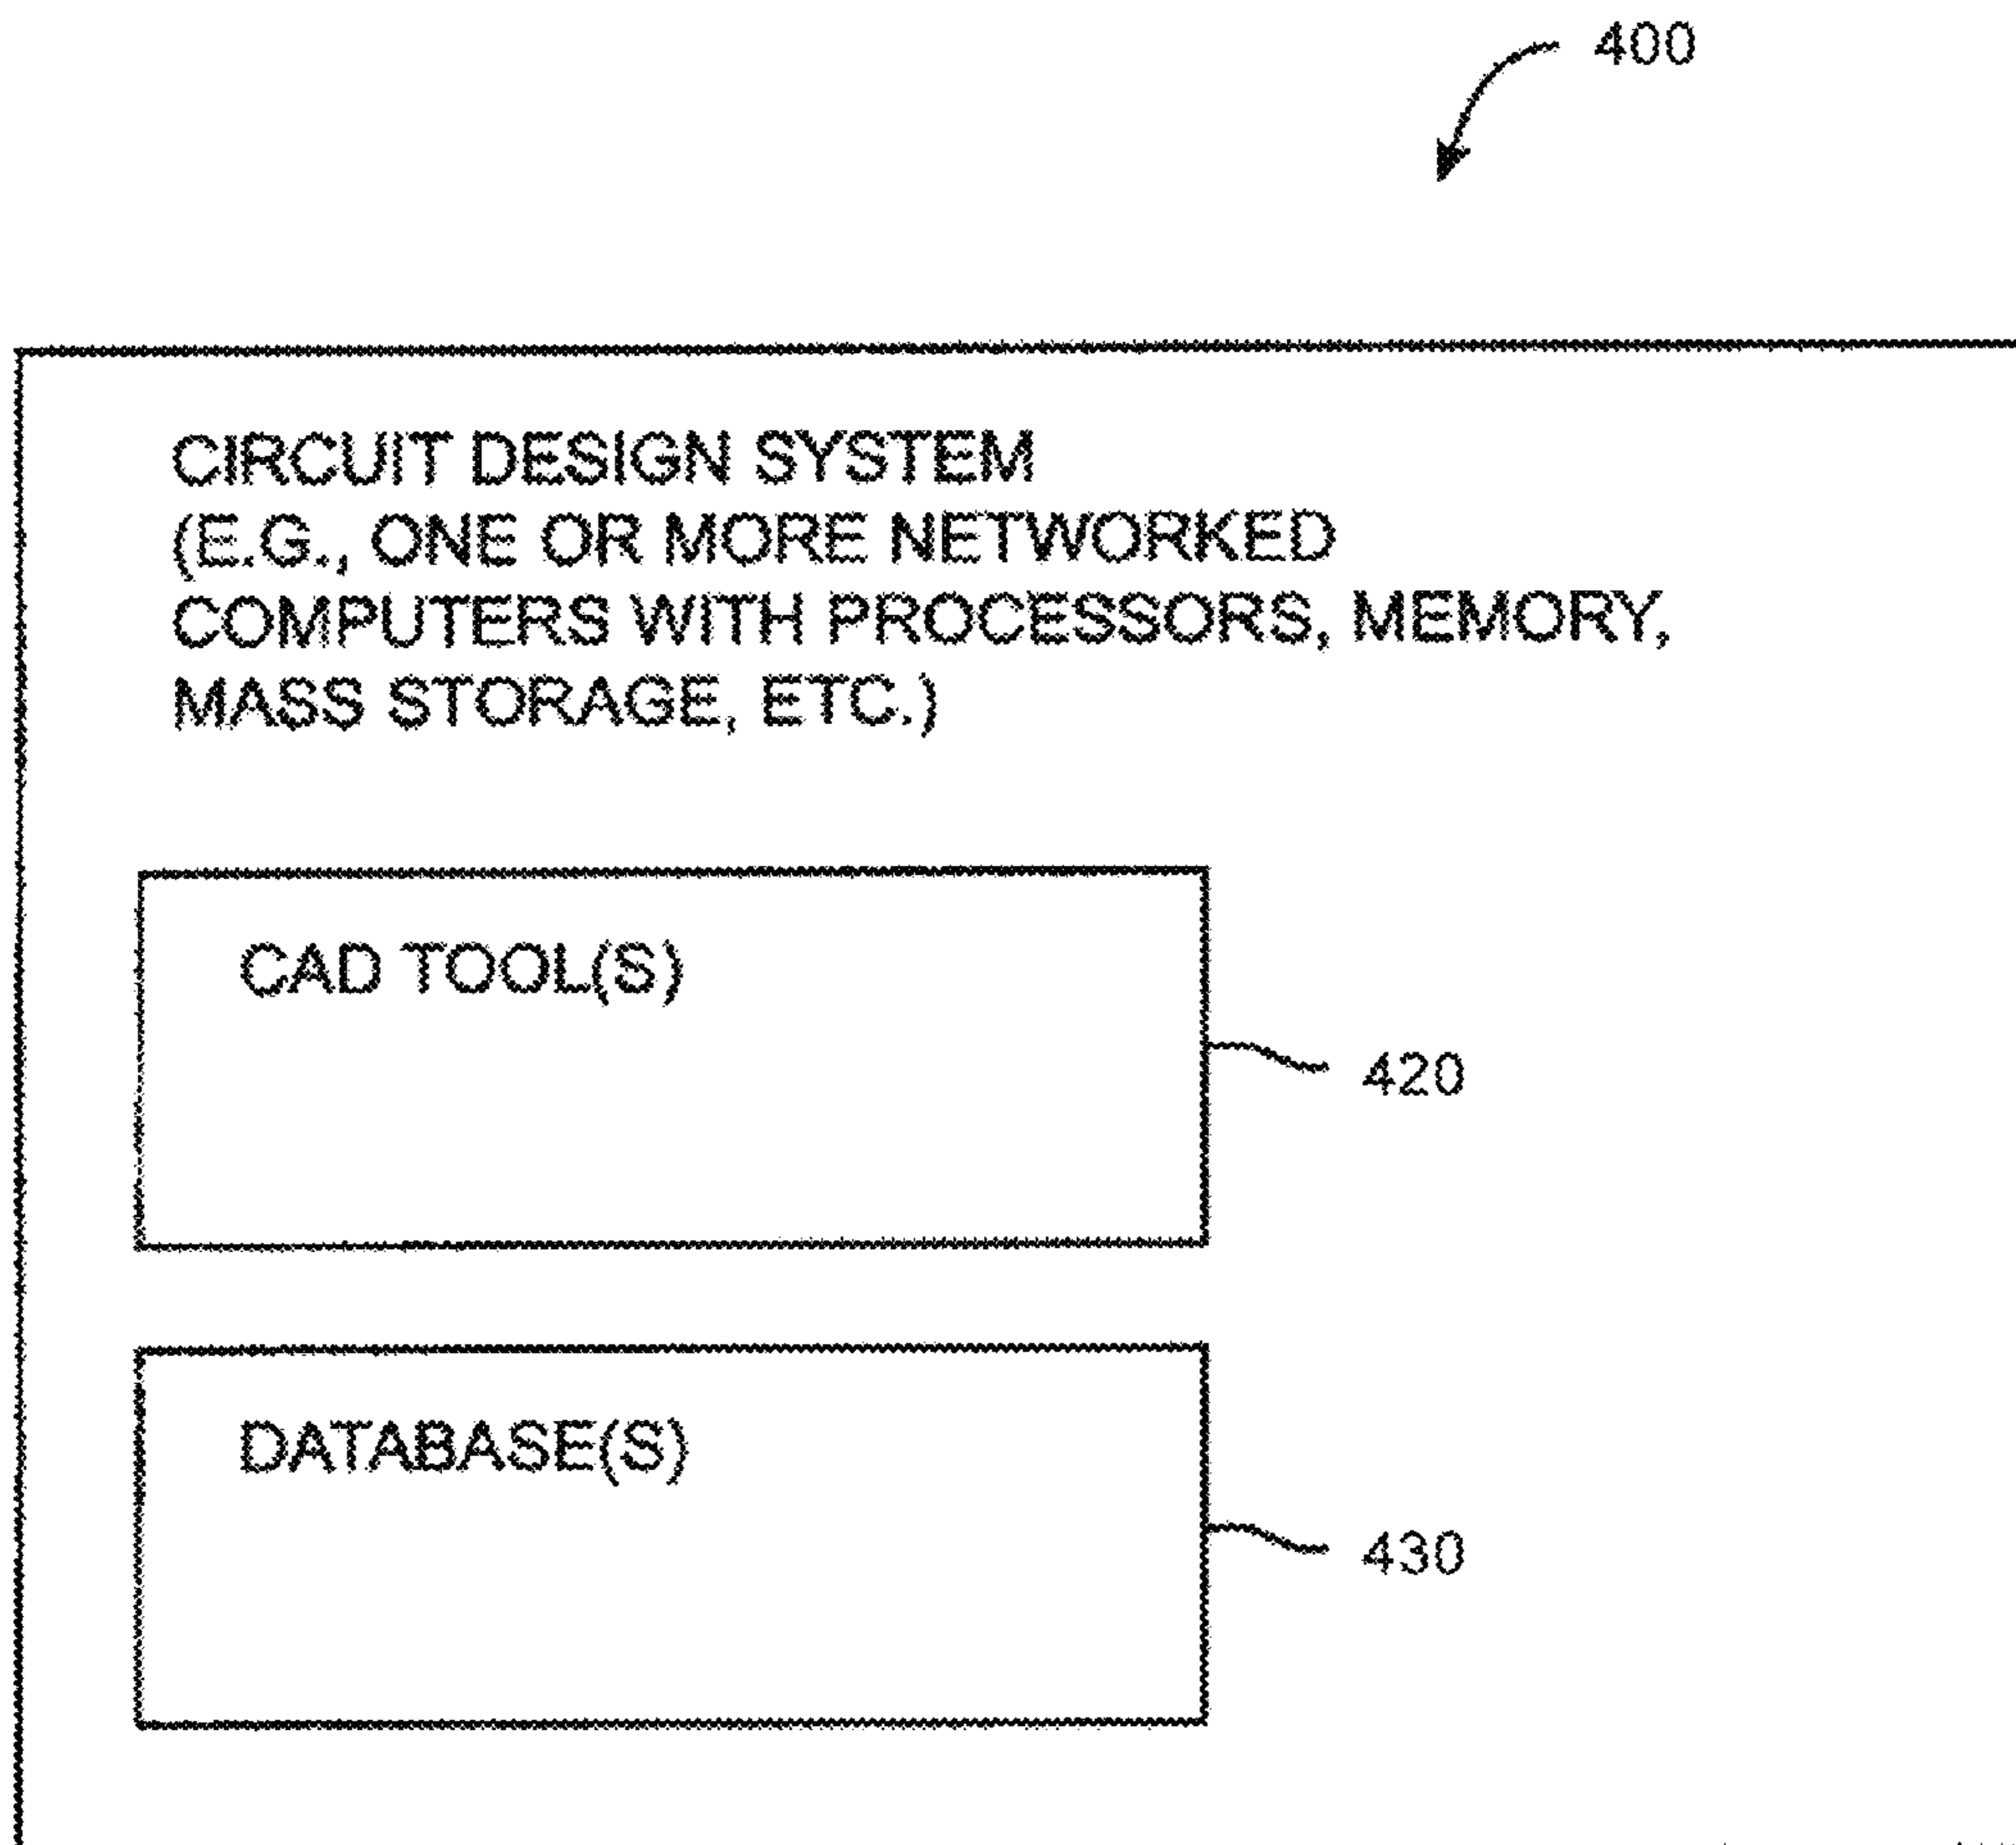 400
CIRCUIT DESIGN SYSTEM
(E.G., ONE OR MORE NETWORKED
COMPUTERS WITH PROCESSORS, MEMORY,
MASS STORAGE, ETC.)
CAD TOOL(S)
420
DATABASE(S)
430